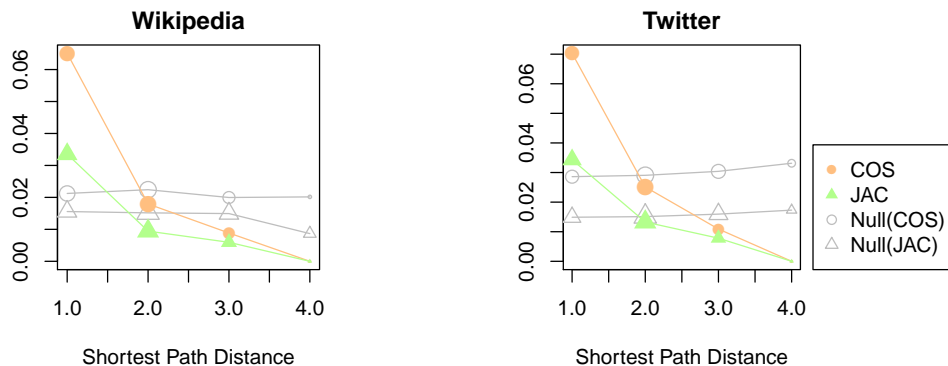 Wikipedia
0.06
0.04
0.02
0.00
1.0 2.0 3.0 4.0
Shortest Path Distance
Twitter
0.06
0.04
0.02
0.00
1.0 2.0 3.0 4.0
Shortest Path Distance
COS
JAC
Null(COS)
Null(JAC)